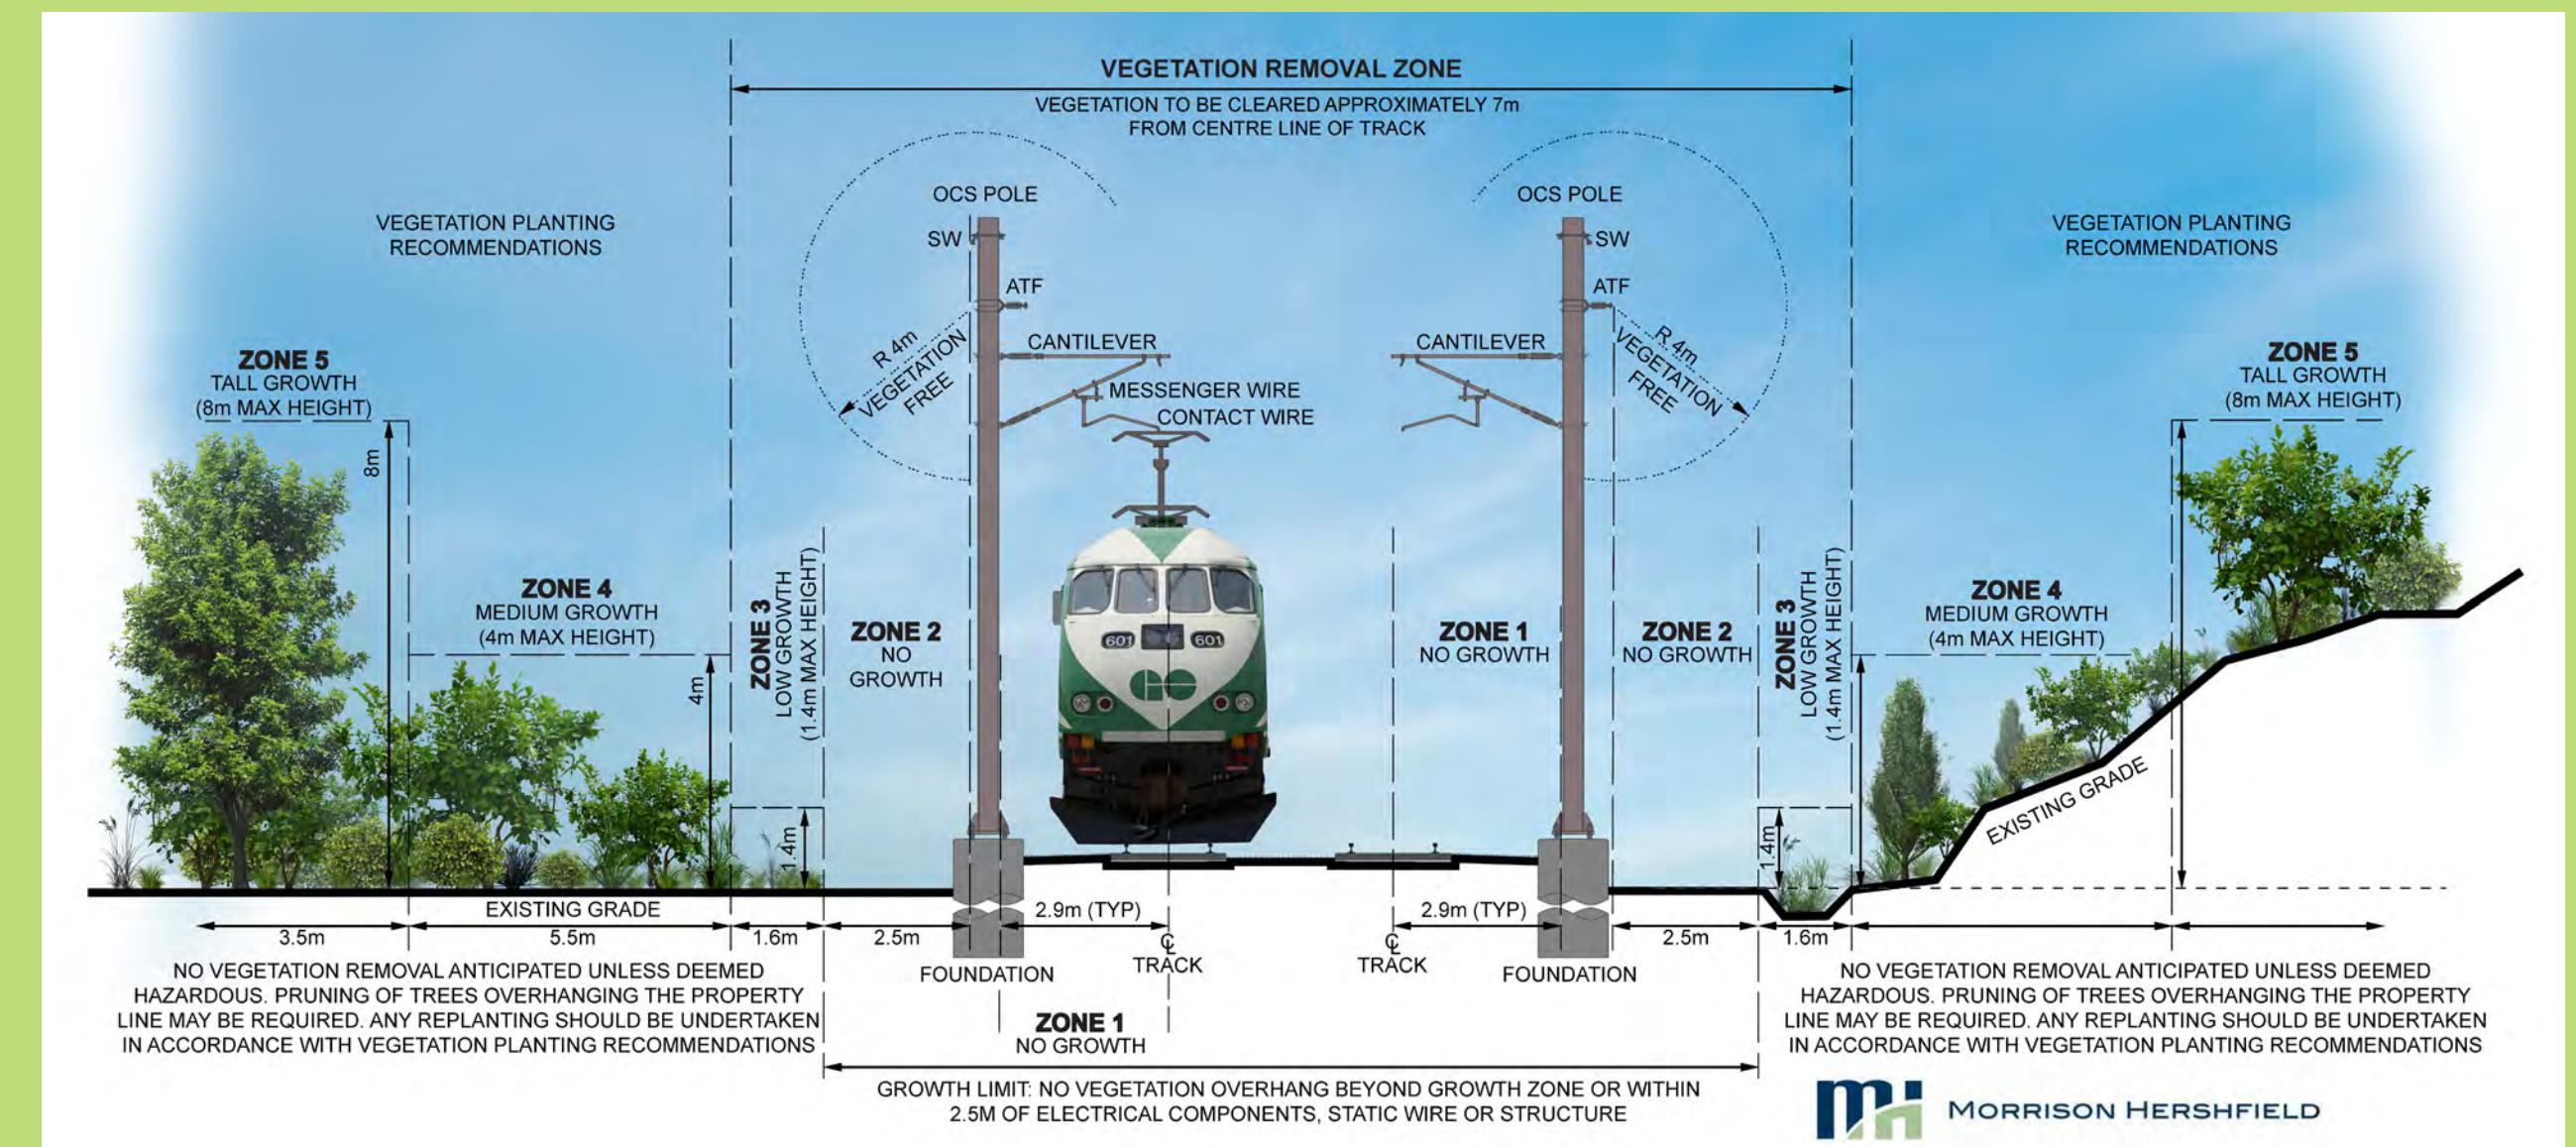 VEGETATION REMOVAL ZONE
VEGETATION TO BE CLEARED APPROXIMATELY 7m
FROM CENTRE LINE OF TRACK
VEGETATION PLANTING
RECOMMENDATIONS
OCS POLE
SW
ATF
R 4m
VEGETATION
FREE
CANTILEVER
MESSENGER WIRE
CONTACT WIRE
OCS POLE
SW
ATF
CANTILEVER
R 4m
VEGETATION
FREE
VEGETATION PLANTING
RECOMMENDATIONS
ZONE 5
TALL GROWTH
(8m MAX HEIGHT)
8m
ZONE 4
MEDIUM GROWTH
(4m MAX HEIGHT)
4m
ZONE 3
LOW GROWTH
(1.4m MAX HEIGHT)
1.4m
ZONE 2
NO
GROWTH
601
601
GO
ZONE 1
NO GROWTH
ZONE 2
NO GROWTH
ZONE 3
LOW GROWTH
(1.4m MAX HEIGHT)
1.4m
ZONE 4
MEDIUM GROWTH
(4m MAX HEIGHT)
ZONE 5
TALL GROWTH
(8m MAX HEIGHT)
EXISTING GRADE
EXISTING GRADE
3.5m
5.5m
1.6m
2.5m
2.9m (TYP)
2.9m (TYP)
2.5m
1.6m
FOUNDATION
CL
TRACK
CL
TRACK
FOUNDATION
NO VEGETATION REMOVAL ANTICIPATED UNLESS DEEMED
HAZARDOUS. PRUNING OF TREES OVERHANGING THE PROPERTY
LINE MAY BE REQUIRED. ANY REPLANTING SHOULD BE UNDERTAKEN
IN ACCORDANCE WITH VEGETATION PLANTING RECOMMENDATIONS
ZONE 1
NO GROWTH
NO VEGETATION REMOVAL ANTICIPATED UNLESS DEEMED
HAZARDOUS. PRUNING OF TREES OVERHANGING THE PROPERTY
LINE MAY BE REQUIRED. ANY REPLANTING SHOULD BE UNDERTAKEN
IN ACCORDANCE WITH VEGETATION PLANTING RECOMMENDATIONS
GROWTH LIMIT: NO VEGETATION OVERHANG BEYOND GROWTH ZONE OR WITHIN
2.5M OF ELECTRICAL COMPONENTS, STATIC WIRE OR STRUCTURE
MORRISON HERSHFIELD